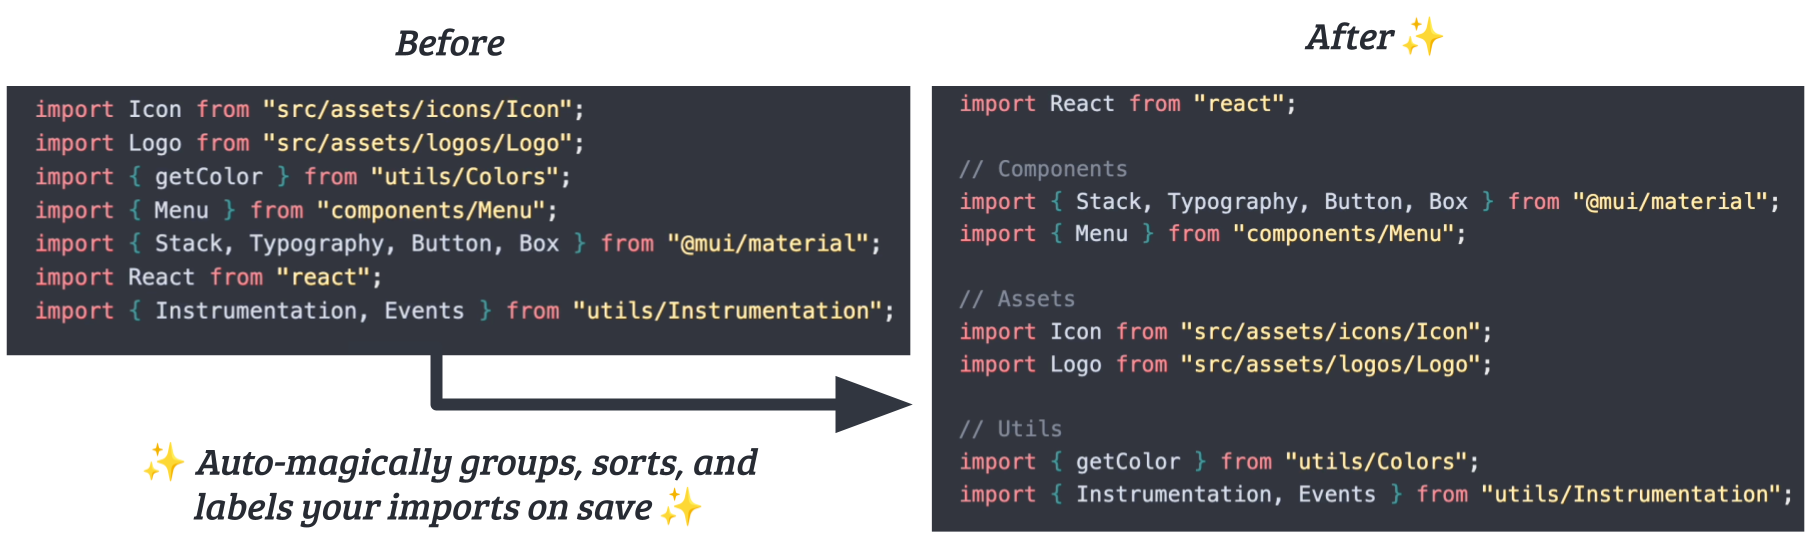 Before
import Icon from "src/assets/icons/Icon";
import Logo from "src/assets/logos/Logo";
import { getColor } from "utils/Colors";
import { Menu } from "components/Menu";
import { Stack, Typography, Button, Box } from "@mui/material";
import React from "react";
import { Instrumentation, Events } from "utils/Instrumentation";
✨ Auto-magically groups, sorts, and
labels your imports on save ✨
After ✨
import React from "react";
// Components
import { Stack, Typography, Button, Box } from "@mui/material";
import { Menu } from "components/Menu";
// Assets
import Icon from "src/assets/icons/Icon";
import Logo from "src/assets/logos/Logo";
// Utils
import { getColor } from "utils/Colors";
import { Instrumentation, Events } from "utils/Instrumentation";